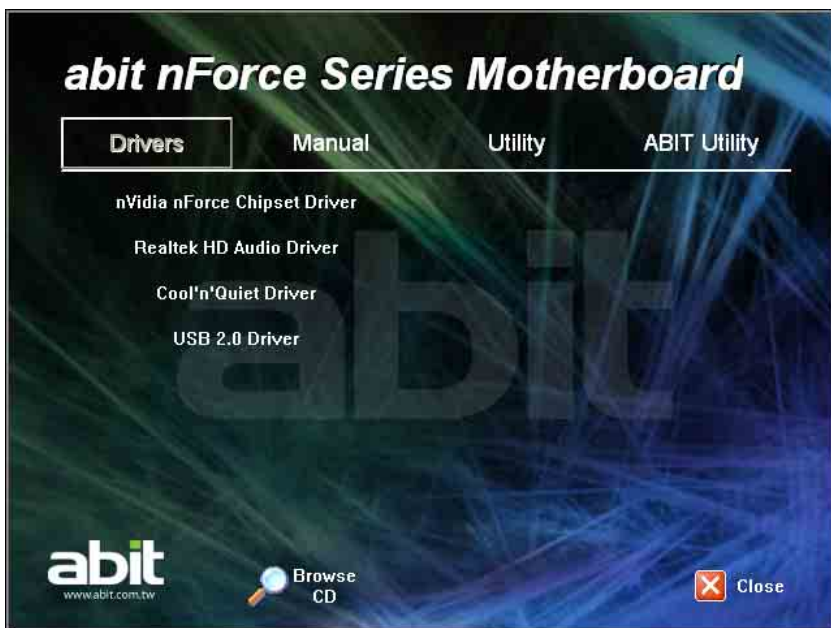 abit nForce Series Motherboard
Drivers Manual Utility ABIT Utility
nVidia nForce Chipset Driver
Realtek HD Audio Driver
Cool'n'Quiet Driver
USB 2.0 Driver
abit
abit
www.abit.com.tw
Browse
CD
Close